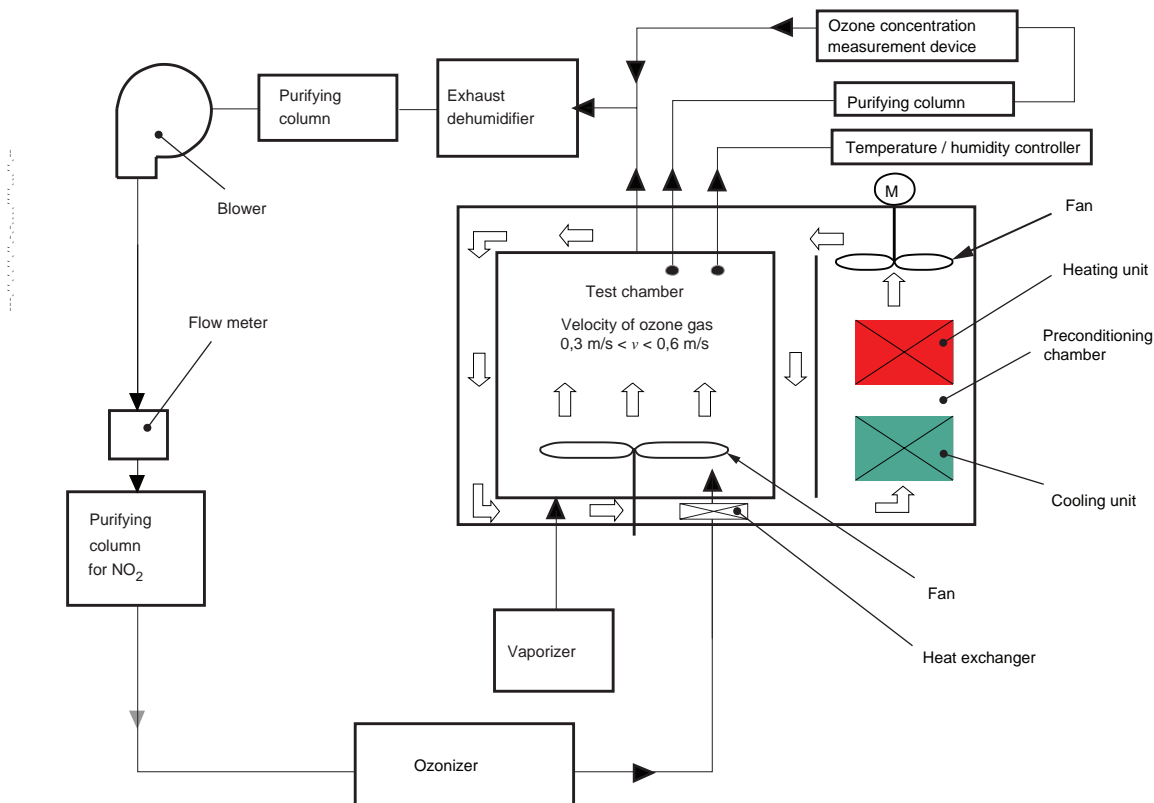 Ozone concentration
measurement device
Purifying
column
Exhaust
dehumidifier
Purifying column
Temperature / humidity controller
M
Blower
Fan
Test chamber
Heating unit
Velocity of ozone gas
0,3 m/s < v < 0,6 m/s
Flow meter
Preconditioning
chamber
Cooling unit
Purifying
column
for NO2
Fan
Vaporizer
Heat exchanger
Ozonizer